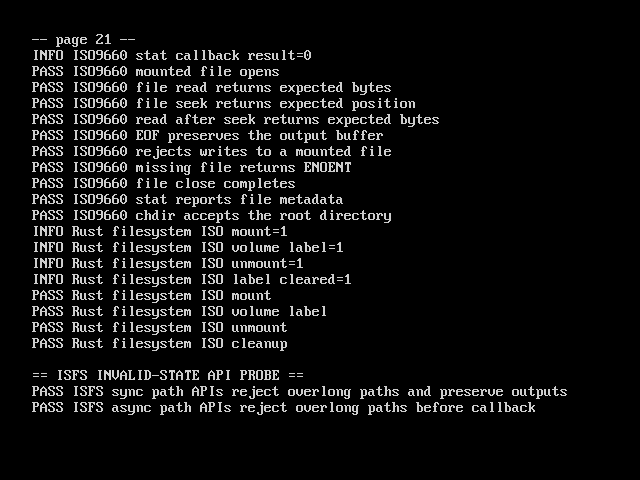 -- page 21 --
INFO ISO9660 stat callback result=0
PASS ISO9660 mounted file opens
PASS ISO9660 file read returns expected bytes
PASS ISO9660 file seek returns expected position
PASS ISO9660 read after seek returns expected bytes
PASS ISO9660 EOF preserves the output buffer
PASS ISO9660 rejects writes to a mounted file
PASS ISO9660 missing file returns ENOENT
PASS ISO9660 file close completes
PASS ISO9660 stat reports file metadata
PASS ISO9660 chdir accepts the root directory
INFO Rust filesystem ISO mount=1
INFO Rust filesystem ISO volume label=1
INFO Rust filesystem ISO unmount=1
INFO Rust filesystem ISO label cleared=1
PASS Rust filesystem ISO mount
PASS Rust filesystem ISO volume label
PASS Rust filesystem ISO unmount
PASS Rust filesystem ISO cleanup
== ISFS INVALID-STATE API PROBE ==
PASS ISFS sync path APIs reject overlong paths and preserve outputs
PASS ISFS async path APIs reject overlong paths before callback